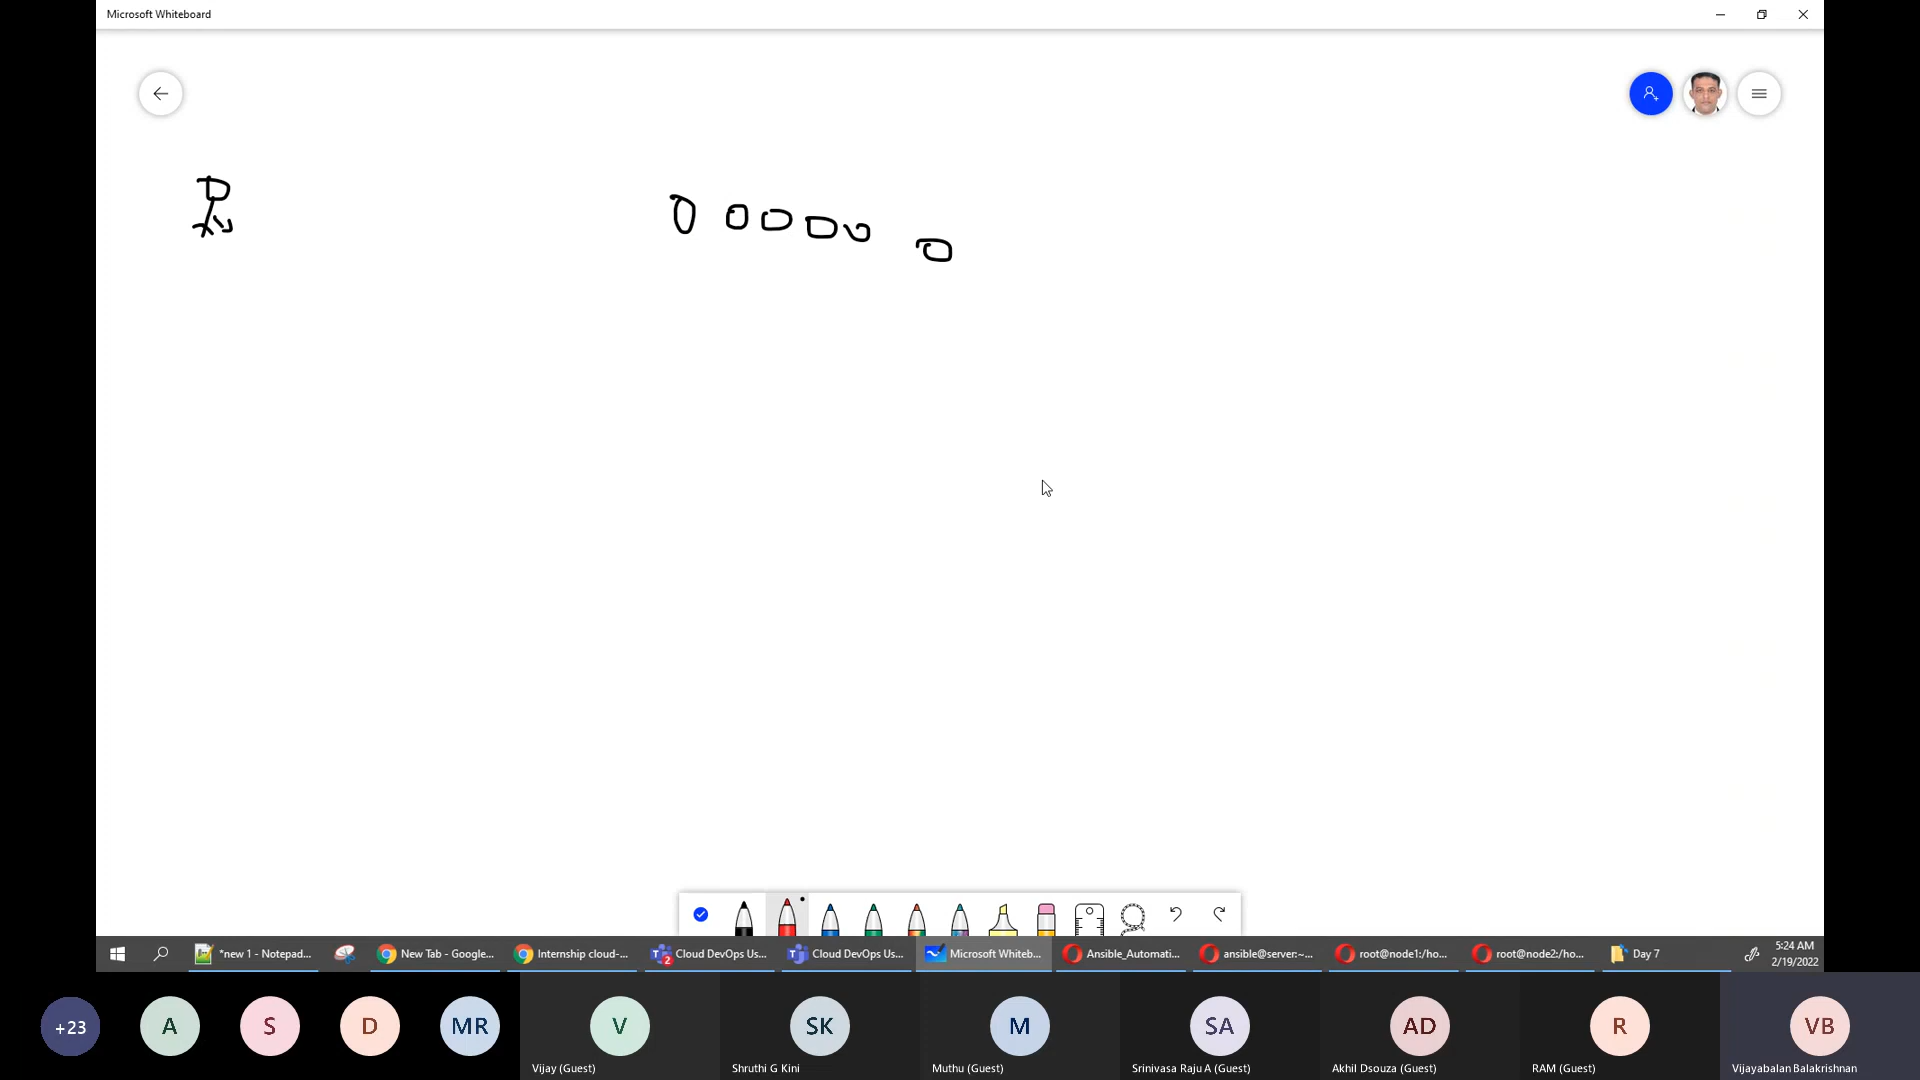 Microsoft Whiteboard
*new 1 - Notepad...
New Tab - Google...
Internship cloud-...
2
Cloud DevOps Us...
Cloud DevOps Us...
Microsoft Whiteb...
Ansible_Automati...
ansible@server:~...
root@node1:/ho...
root@node2:/ho...
Day 7
5:24 AM
2/19/2022
+23
A
S
D
MR
V
SK
M
SA
AD
R
VB
Vijay (Guest)
Shruthi G Kini
Muthu (Guest)
Srinivasa Raju A (Guest)
Akhil Dsouza (Guest)
RAM (Guest)
Vijayabalan Balakrishnan